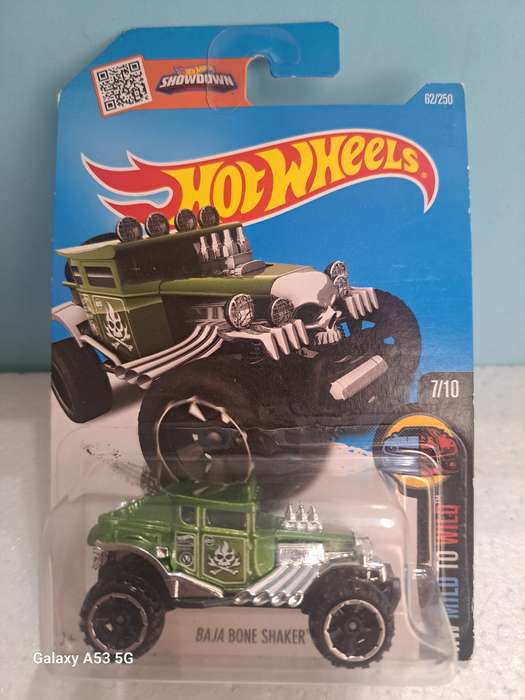 SHOWDOWN
62/250
HOT WHEELS
7/10
MILD TO WILD
BAJA BONE SHAKER
Galaxy A53 5G